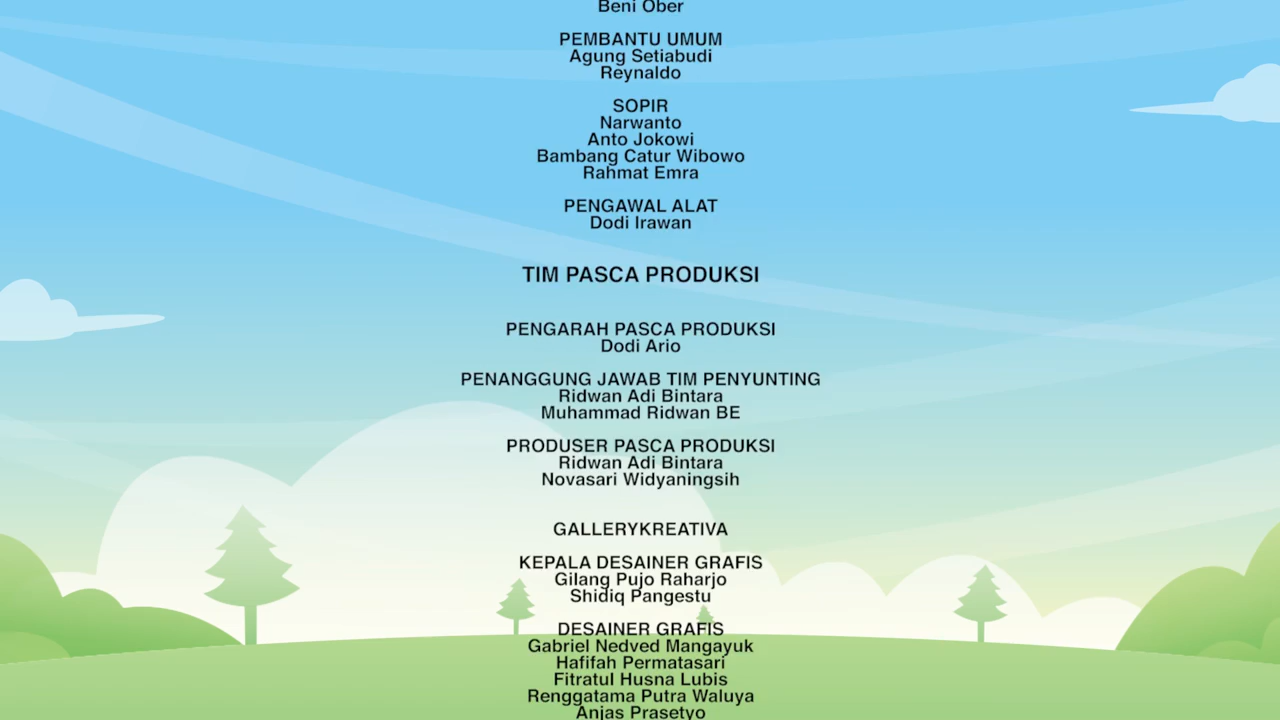 Beni Ober
PEMBANTU UMUM
Agung Setiabudi
Reynaldo
SOPIR
Narwanto
Anto Jokowi
Bambang Catur Wibowo
Rahmat Emra
PENGAWAL ALAT
Dodi Irawan
TIM PASCA PRODUKSI
PENGARAH PASCA PRODUKSI
Dodi Ario
PENANGGUNG JAWAB TIM PENYUNTING
Ridwan Adi Bintara
Muhammad Ridwan BE
PRODUSER PASCA PRODUKSI
Ridwan Adi Bintara
Novasari Widyaningsih
GALLERYKREATIVA
KEPALA DESAINER GRAFIS
Gilang Pujo Raharjo
Shidiq Pangestu
DESAINER GRAFIS
Gabriel Nedved Mangayuk
Hafifah Permatasari
Fitratul Husna Lubis
Renggatama Putra Waluya
Anjas Prasetyo